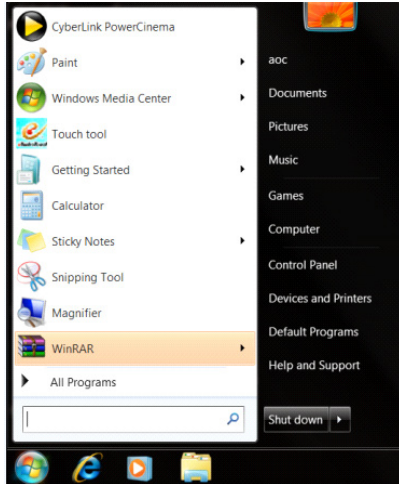 CyberLink PowerCinema
Paint
Windows Media Center
Touch tool
Getting Started
Calculator
Sticky Notes
Snipping Tool
Magnifier
WinRAR
All Programs
aoc
Documents
Pictures
Music
Games
Computer
Control Panel
Devices and Printers
Default Programs
Help and Support
Shut down